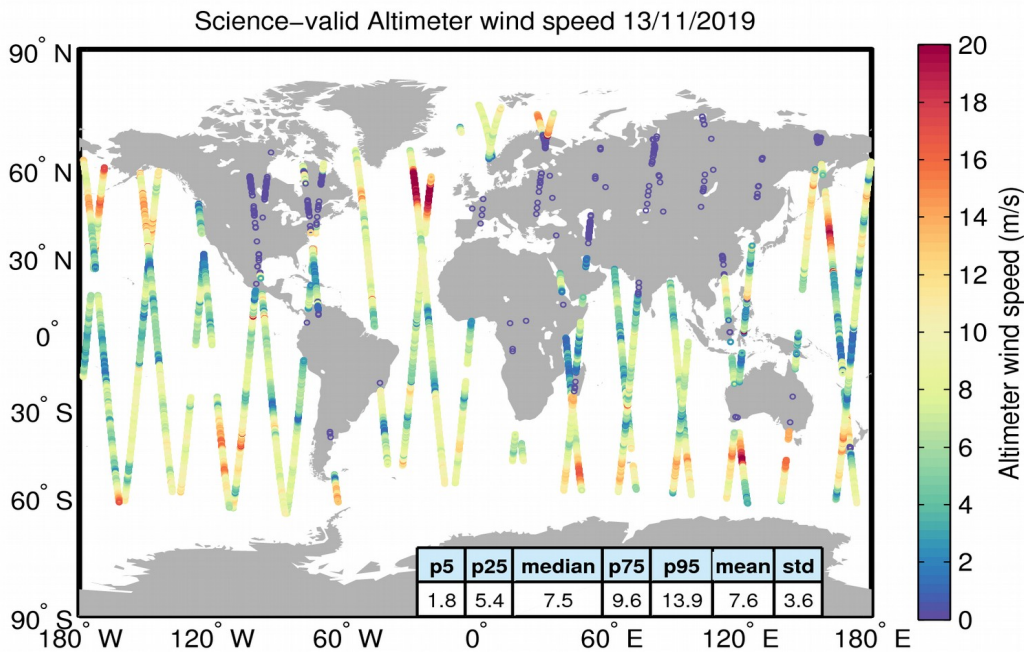 Science−valid Altimeter wind speed 13/11/2019
90° N
60° N
30° N
0°
30° S
60° S
90° S
180° W
120° W
60° W
0°
60° E
120° E
180° E
p5 p25 median p75 p95 mean std
1.8 5.4 7.5 9.6 13.9 7.6 3.6
20
18
16
14
12
10
8
6
4
2
0
Altimeter wind speed (m/s)